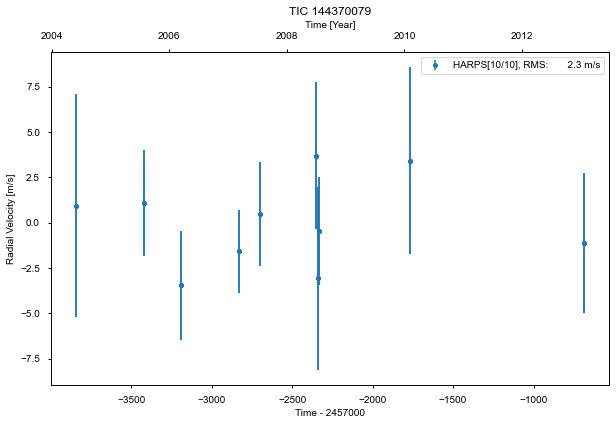 TIC 144370079
Time [Year]
2004 2006 2008 2010 2012
HARPS[10/10], RMS: 2.3 m/s
Radial Velocity [m/s]
7.5
5.0
2.5
0.0
−2.5
−5.0
−7.5
−3500 −3000 −2500 −2000 −1500 −1000
Time - 2457000